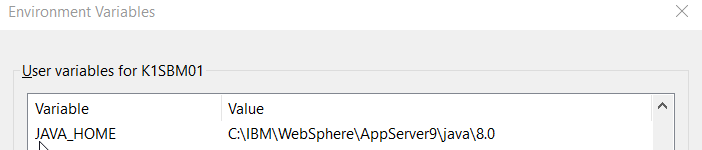 Environment Variables
User variables for K1SBM01
Variable Value
JAVA_HOME C:\IBM\WebSphere\AppServer9\java\8.0